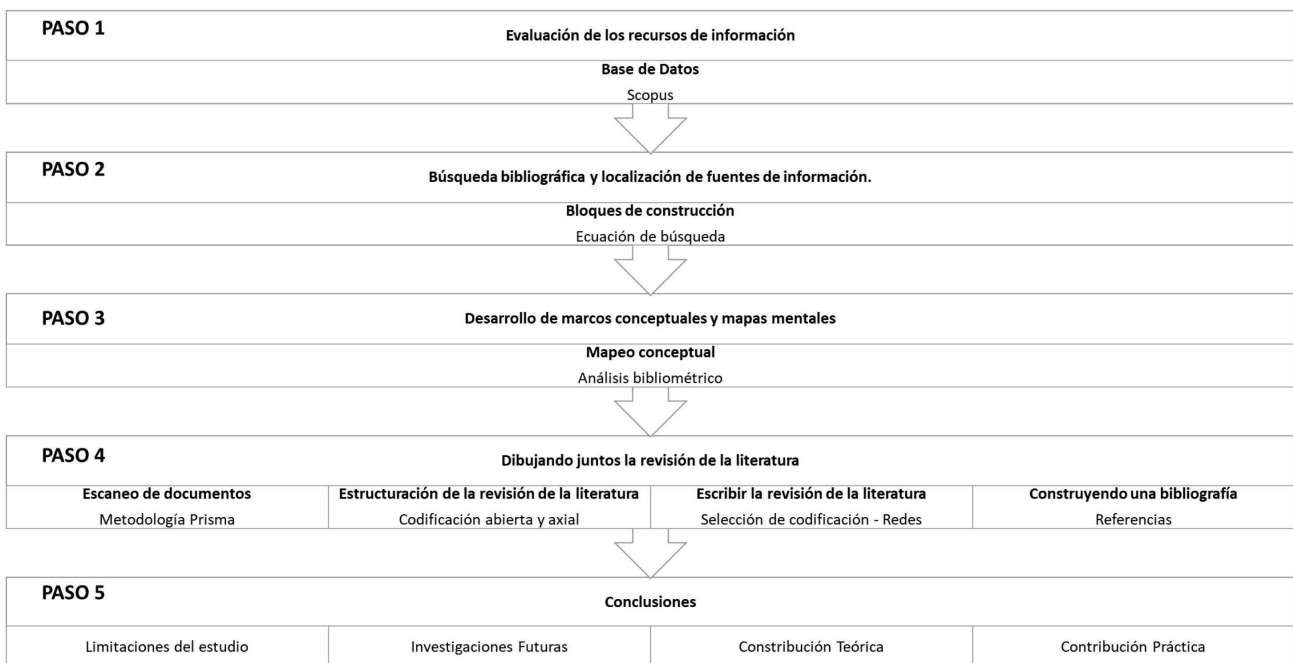 PASO 1
Evaluación de los recursos de información
Base de Datos
Scopus
PASO 2
Búsqueda bibliográfica y localización de fuentes de información.
Bloques de construcción
Ecuación de búsqueda
PASO 3
Desarrollo de marcos conceptuales y mapas mentales
Mapeo conceptual
Análisis bibliométrico
PASO 4
Dibujando juntos la revisión de la literatura
Escaneo de documentos
Metodología Prisma
Estructuración de la revisión de la literatura
Codificación abierta y axial
Escribir la revisión de la literatura
Selección de codificación - Redes
Construyendo una bibliografía
Referencias
PASO 5
Conclusiones
Limitaciones del estudio
Investigaciones Futuras
Constribución Teórica
Contribución Práctica